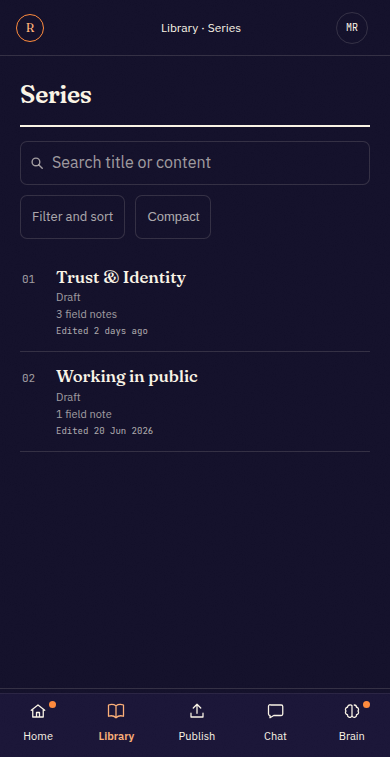 R
Library · Series
MR
Series
Search title or content
Filter and sort
Compact
01
Trust & Identity
Draft
3 field notes
Edited 2 days ago
02
Working in public
Draft
1 field note
Edited 20 Jun 2026
Home
Library
Publish
Chat
Brain